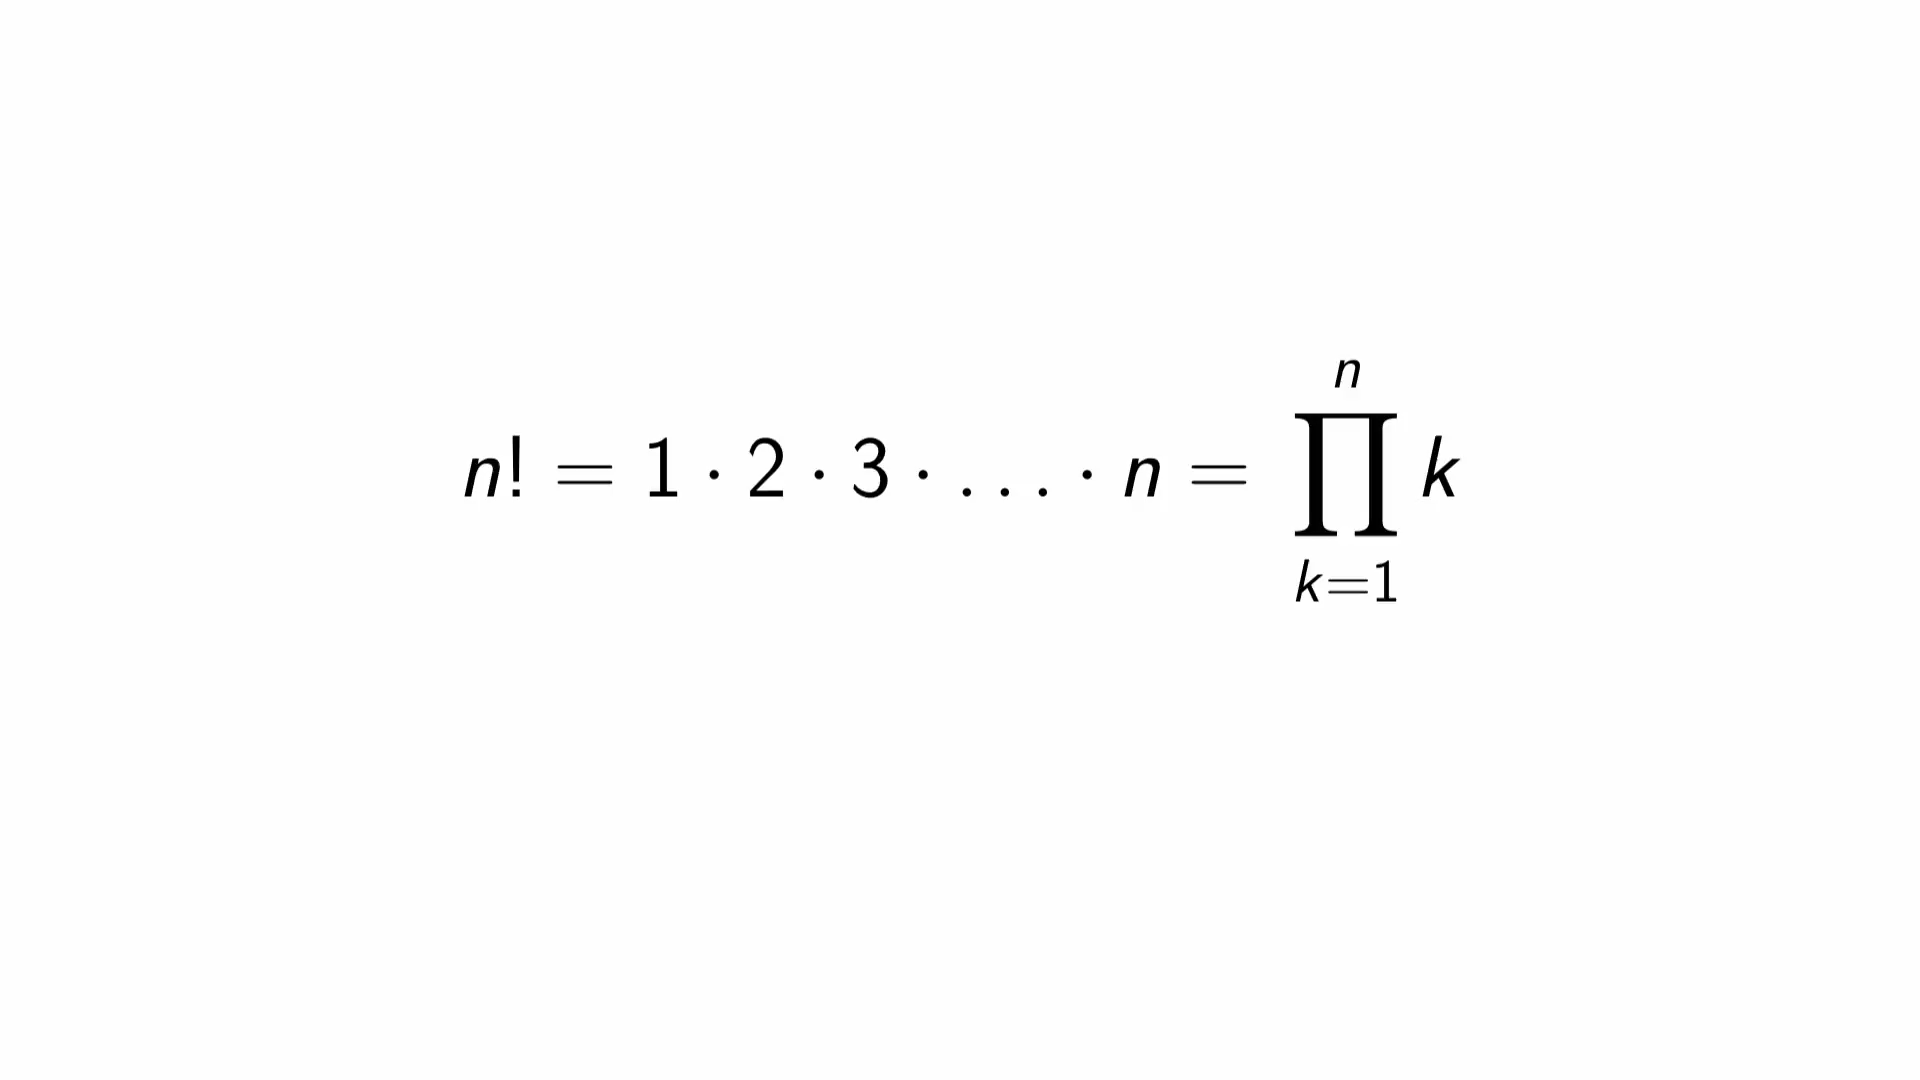 n! = 1 · 2 · 3 · . . . · n = ∏_{k=1}^{n} k